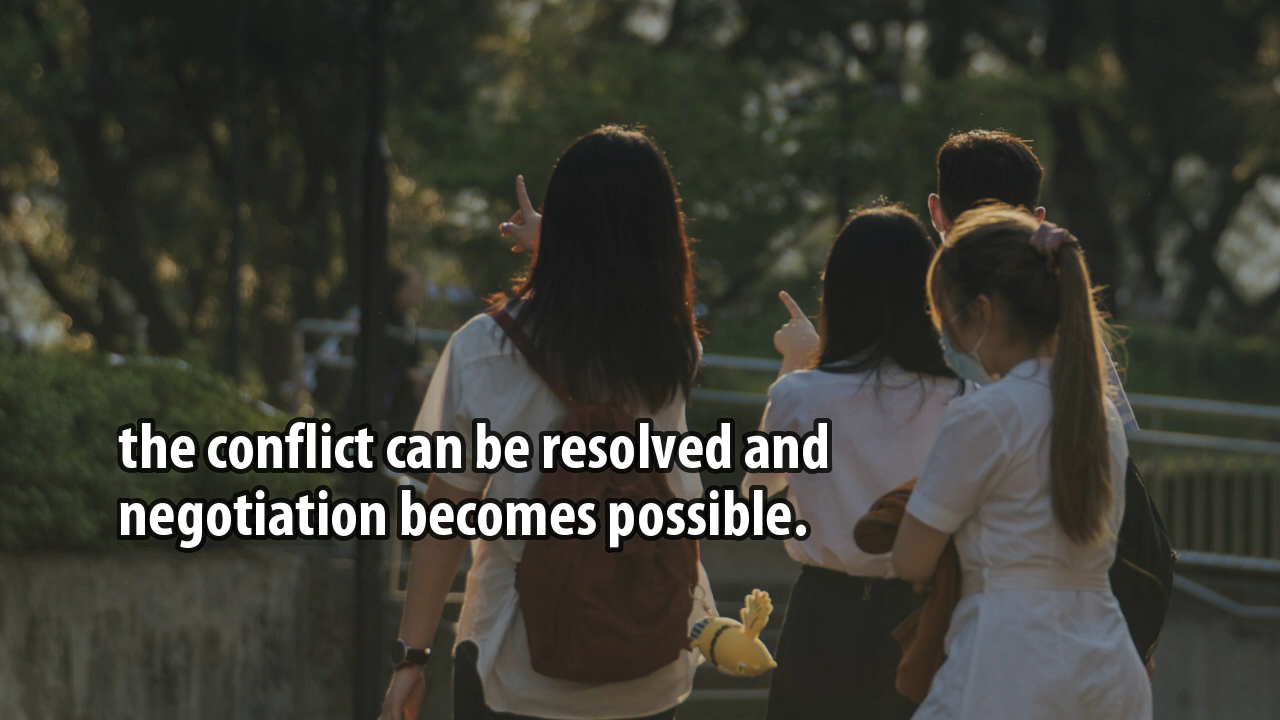 the conflict can be resolved and
negotiation becomes possible.